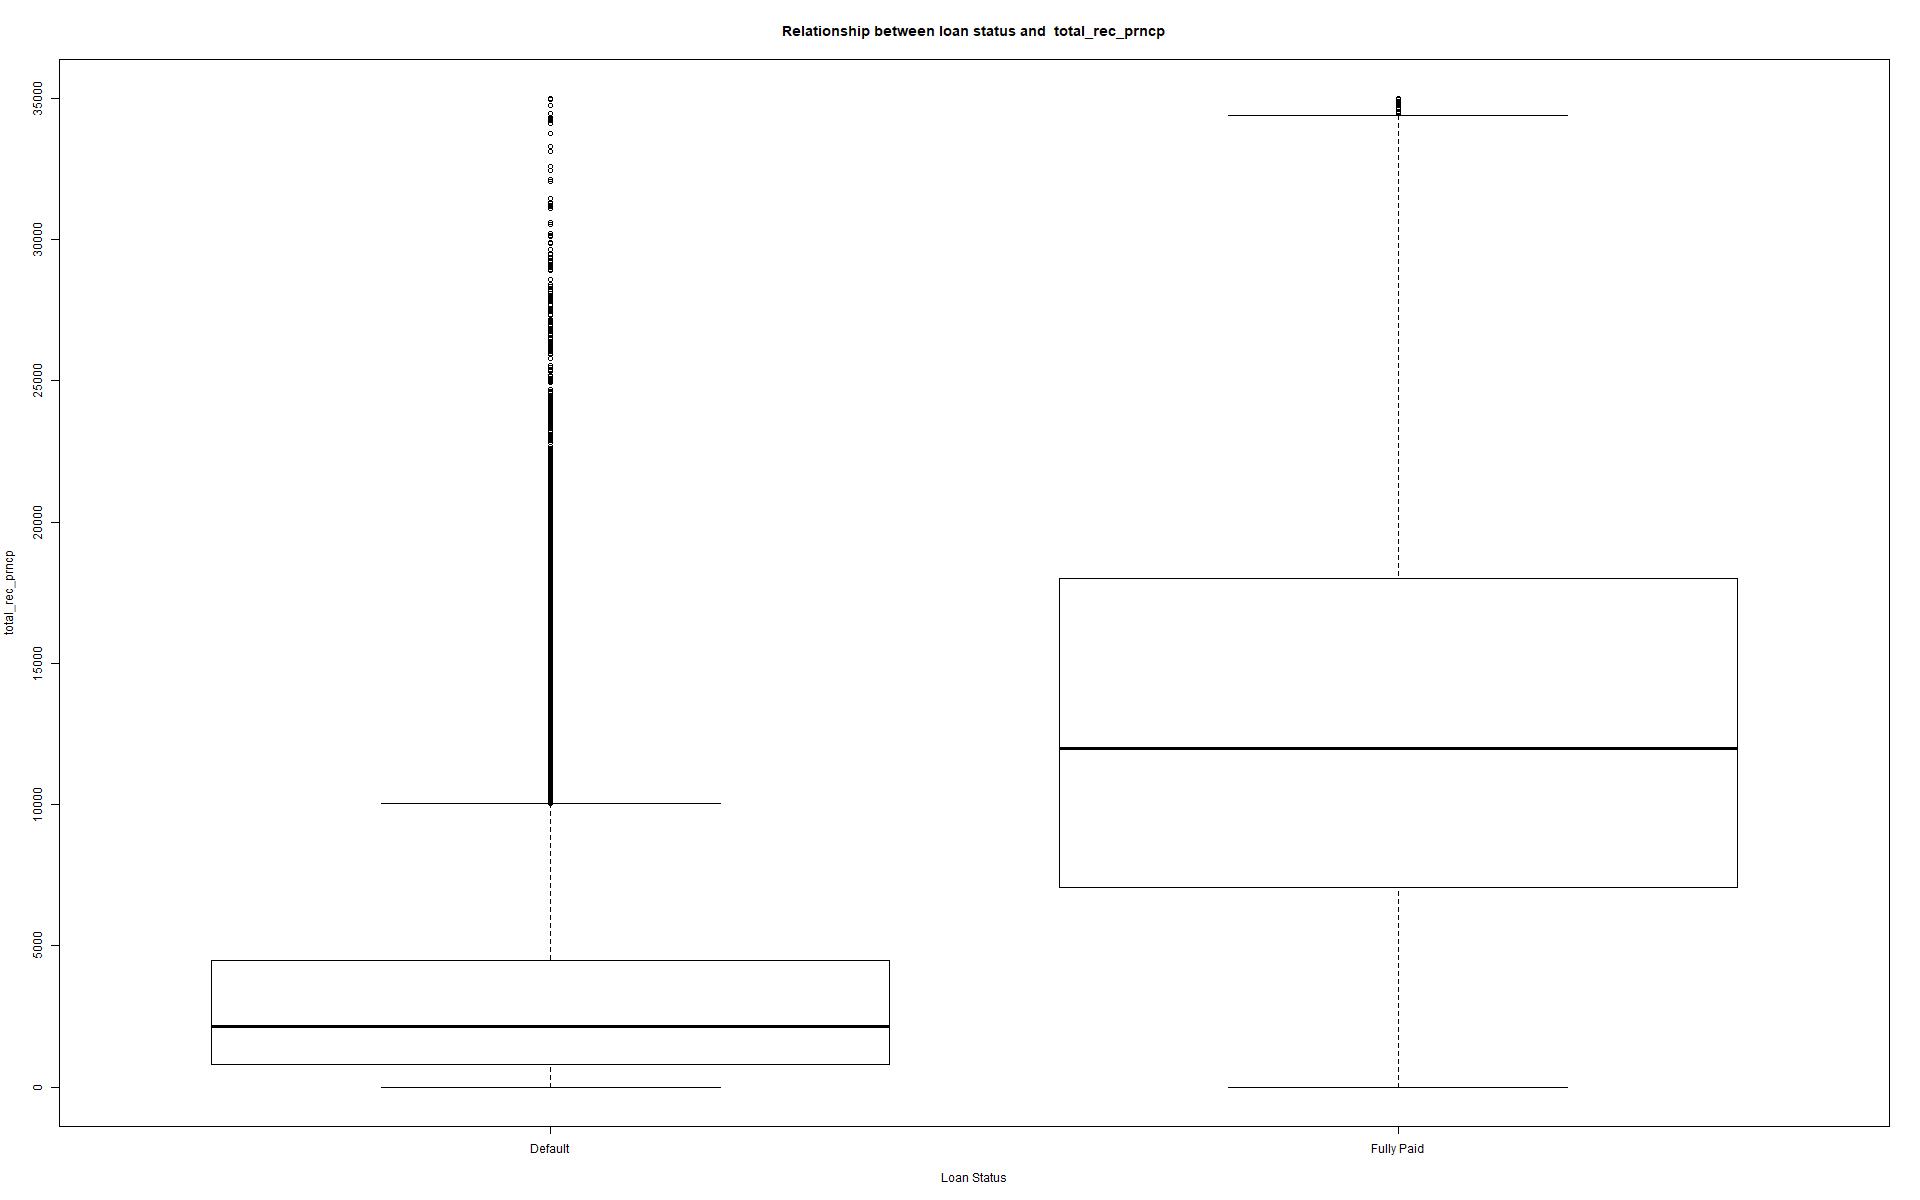 Relationship between loan status and  total_rec_prncp
total_rec_prncp
35000
30000
25000
20000
15000
10000
5000
0
Default
Fully Paid
Loan Status